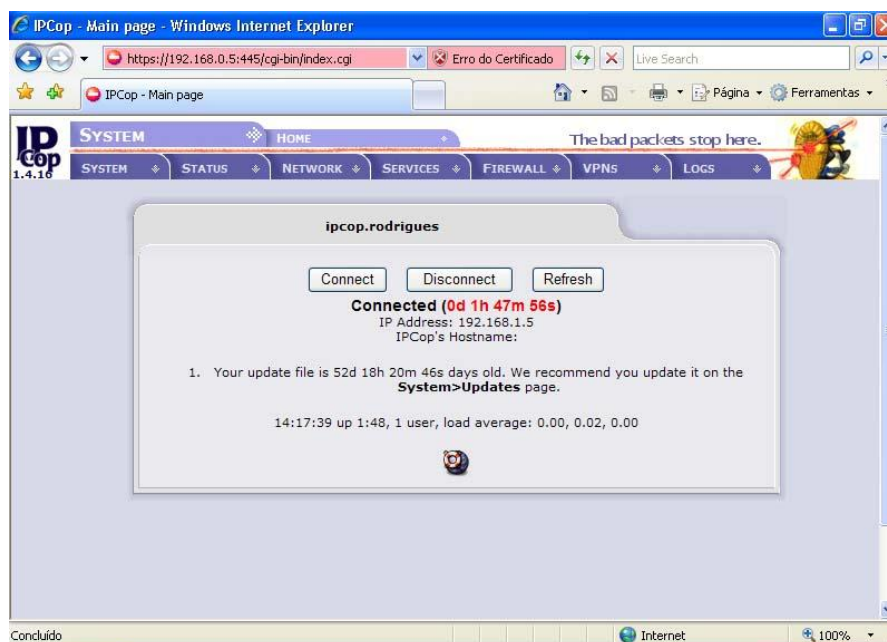 IPCop - Main page - Windows Internet Explorer
https://192.168.0.5:445/cgi-bin/index.cgi Erro do Certificado Live Search
IPCop - Main page Página Ferramentas
IP
COP
1.4.16
SYSTEM HOME The bad packets stop here.
SYSTEM STATUS NETWORK SERVICES FIREWALL VPNS LOGS
ipcop.rodrigues
Connect Disconnect Refresh
Connected (0d 1h 47m 56s)
IP Address: 192.168.1.5
IPCop's Hostname:
1. Your update file is 52d 18h 20m 46s days old. We recommend you update it on the
System>Updates page.
14:17:39 up 1:48, 1 user, load average: 0.00, 0.02, 0.00
Concluído Internet 100%